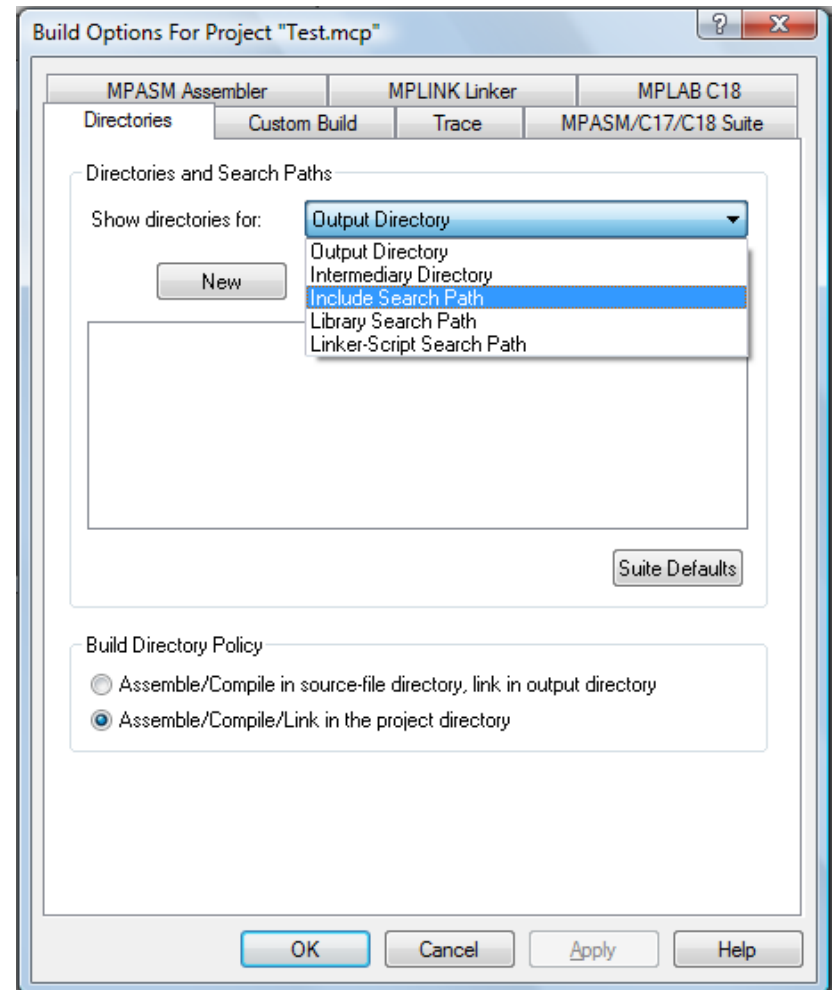 Build Options For Project "Test.mcp"
MPASM Assembler MPLINK Linker MPLAB C18
Directories Custom Build Trace MPASM/C17/C18 Suite
Directories and Search Paths
Show directories for: Output Directory
Output Directory
Intermediary Directory
New
Include Search Path
Library Search Path
Linker-Script Search Path
Suite Defaults
Build Directory Policy
Assemble/Compile in source-file directory, link in output directory
Assemble/Compile/Link in the project directory
OK Cancel Apply Help